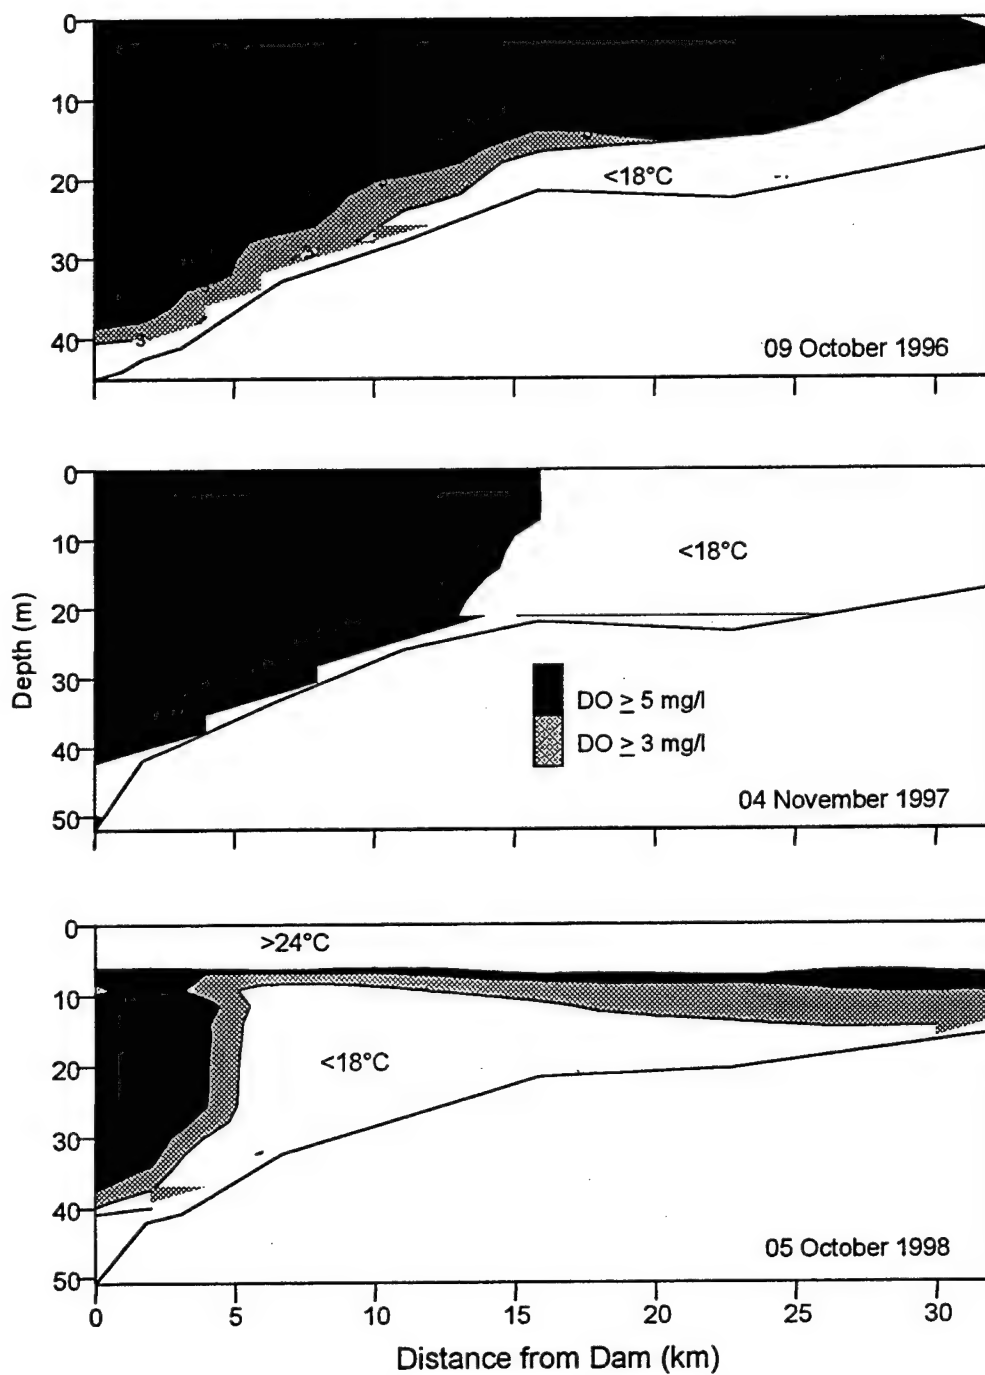 0
10
20
30
40
<18°C
3
09 October 1996
0
10
20
30
40
50
Depth (m)
<18°C
DO ≥ 5 mg/l
DO ≥ 3 mg/l
04 November 1997
0
10
20
30
40
50
>24°C
<18°C
05 October 1998
0 5 10 15 20 25 30
Distance from Dam (km)